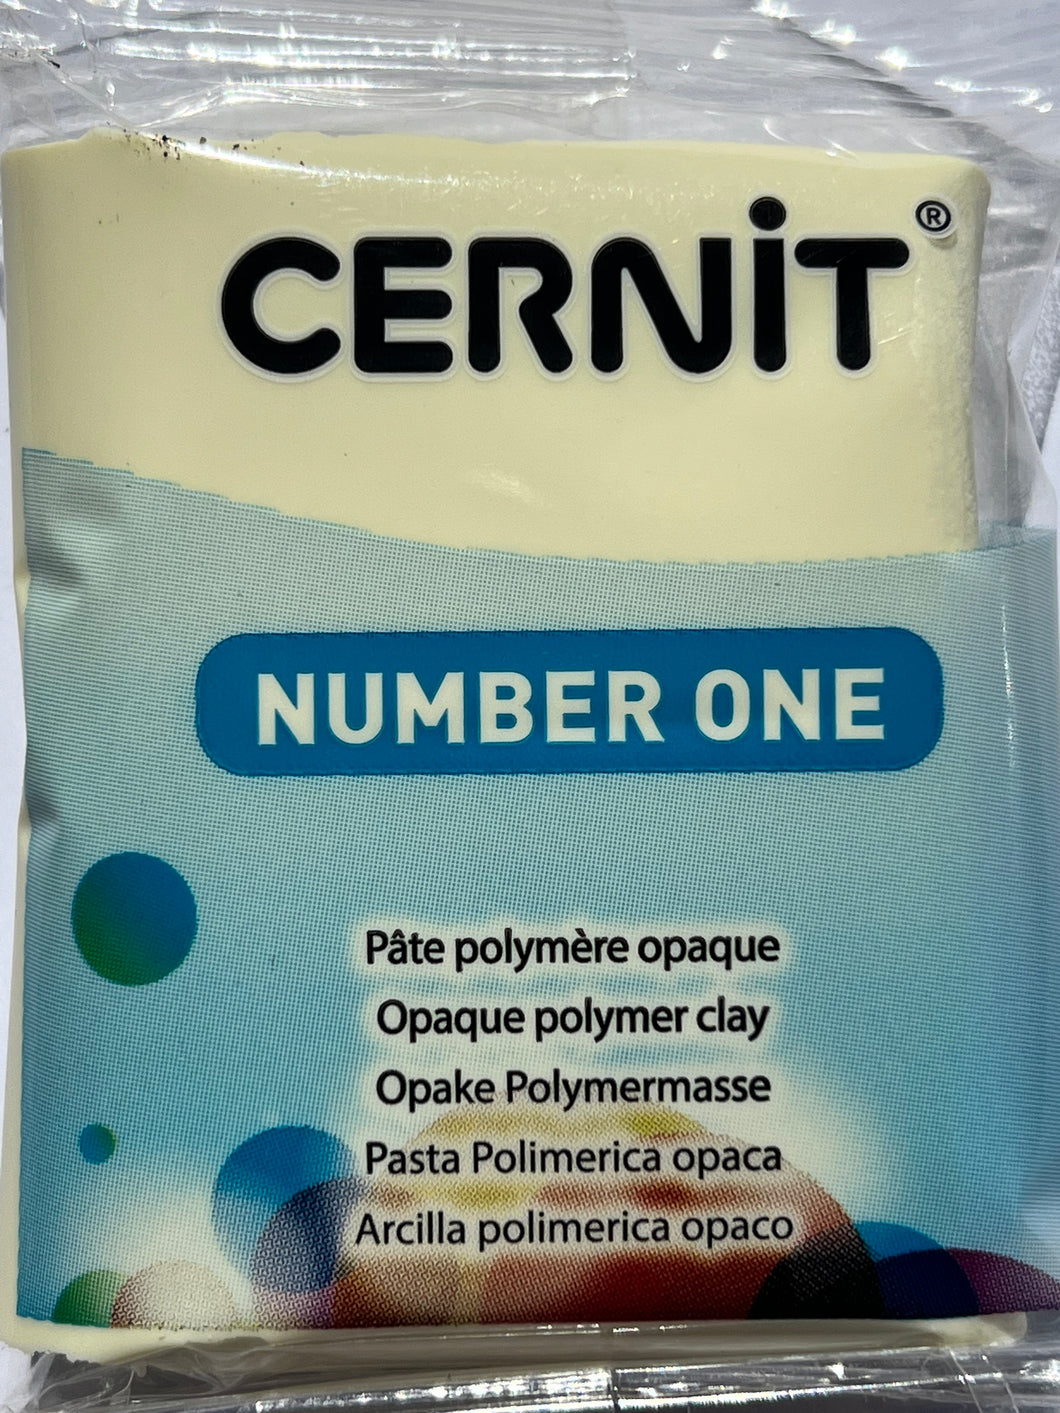 CERNiT®
NUMBER ONE
Pâte polymère opaque
Opaque polymer clay
Opake Polymermasse
Pasta Polimerica opaca
Arcilla polimerica opaco